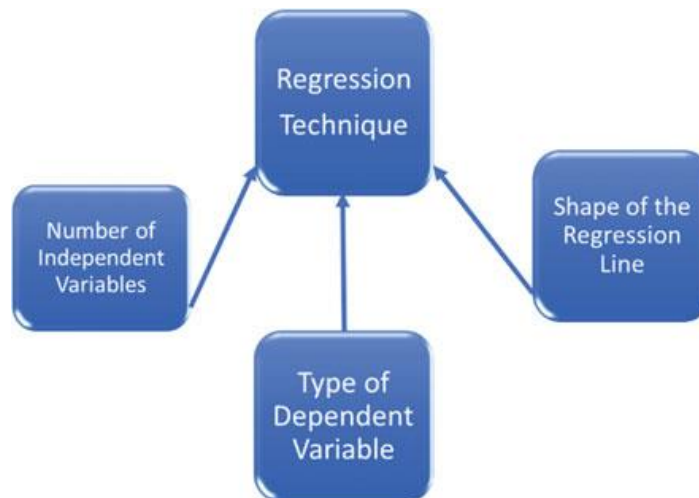 Regression
Technique
Number of
Independent
Variables
Shape of the
Regression
Line
Type of
Dependent
Variable